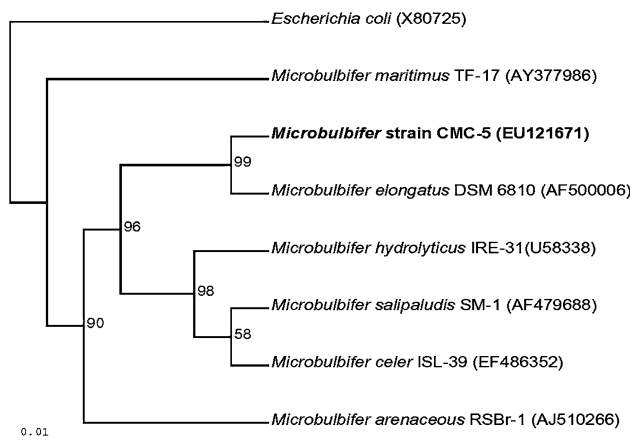 Escherichia coli (X80725)
Microbulbifer maritimus TF-17 (AY377986)
Microbulbifer strain CMC-5 (EU121671)
99
Microbulbifer elongatus DSM 6810 (AF500006)
96
Microbulbifer hydrolyticus IRE-31(U58338)
98
Microbulbifer salipaludis SM-1 (AF479688)
90
58
Microbulbifer celer ISL-39 (EF486352)
Microbulbifer arenaceous RSBr-1 (AJ510266)
0.01